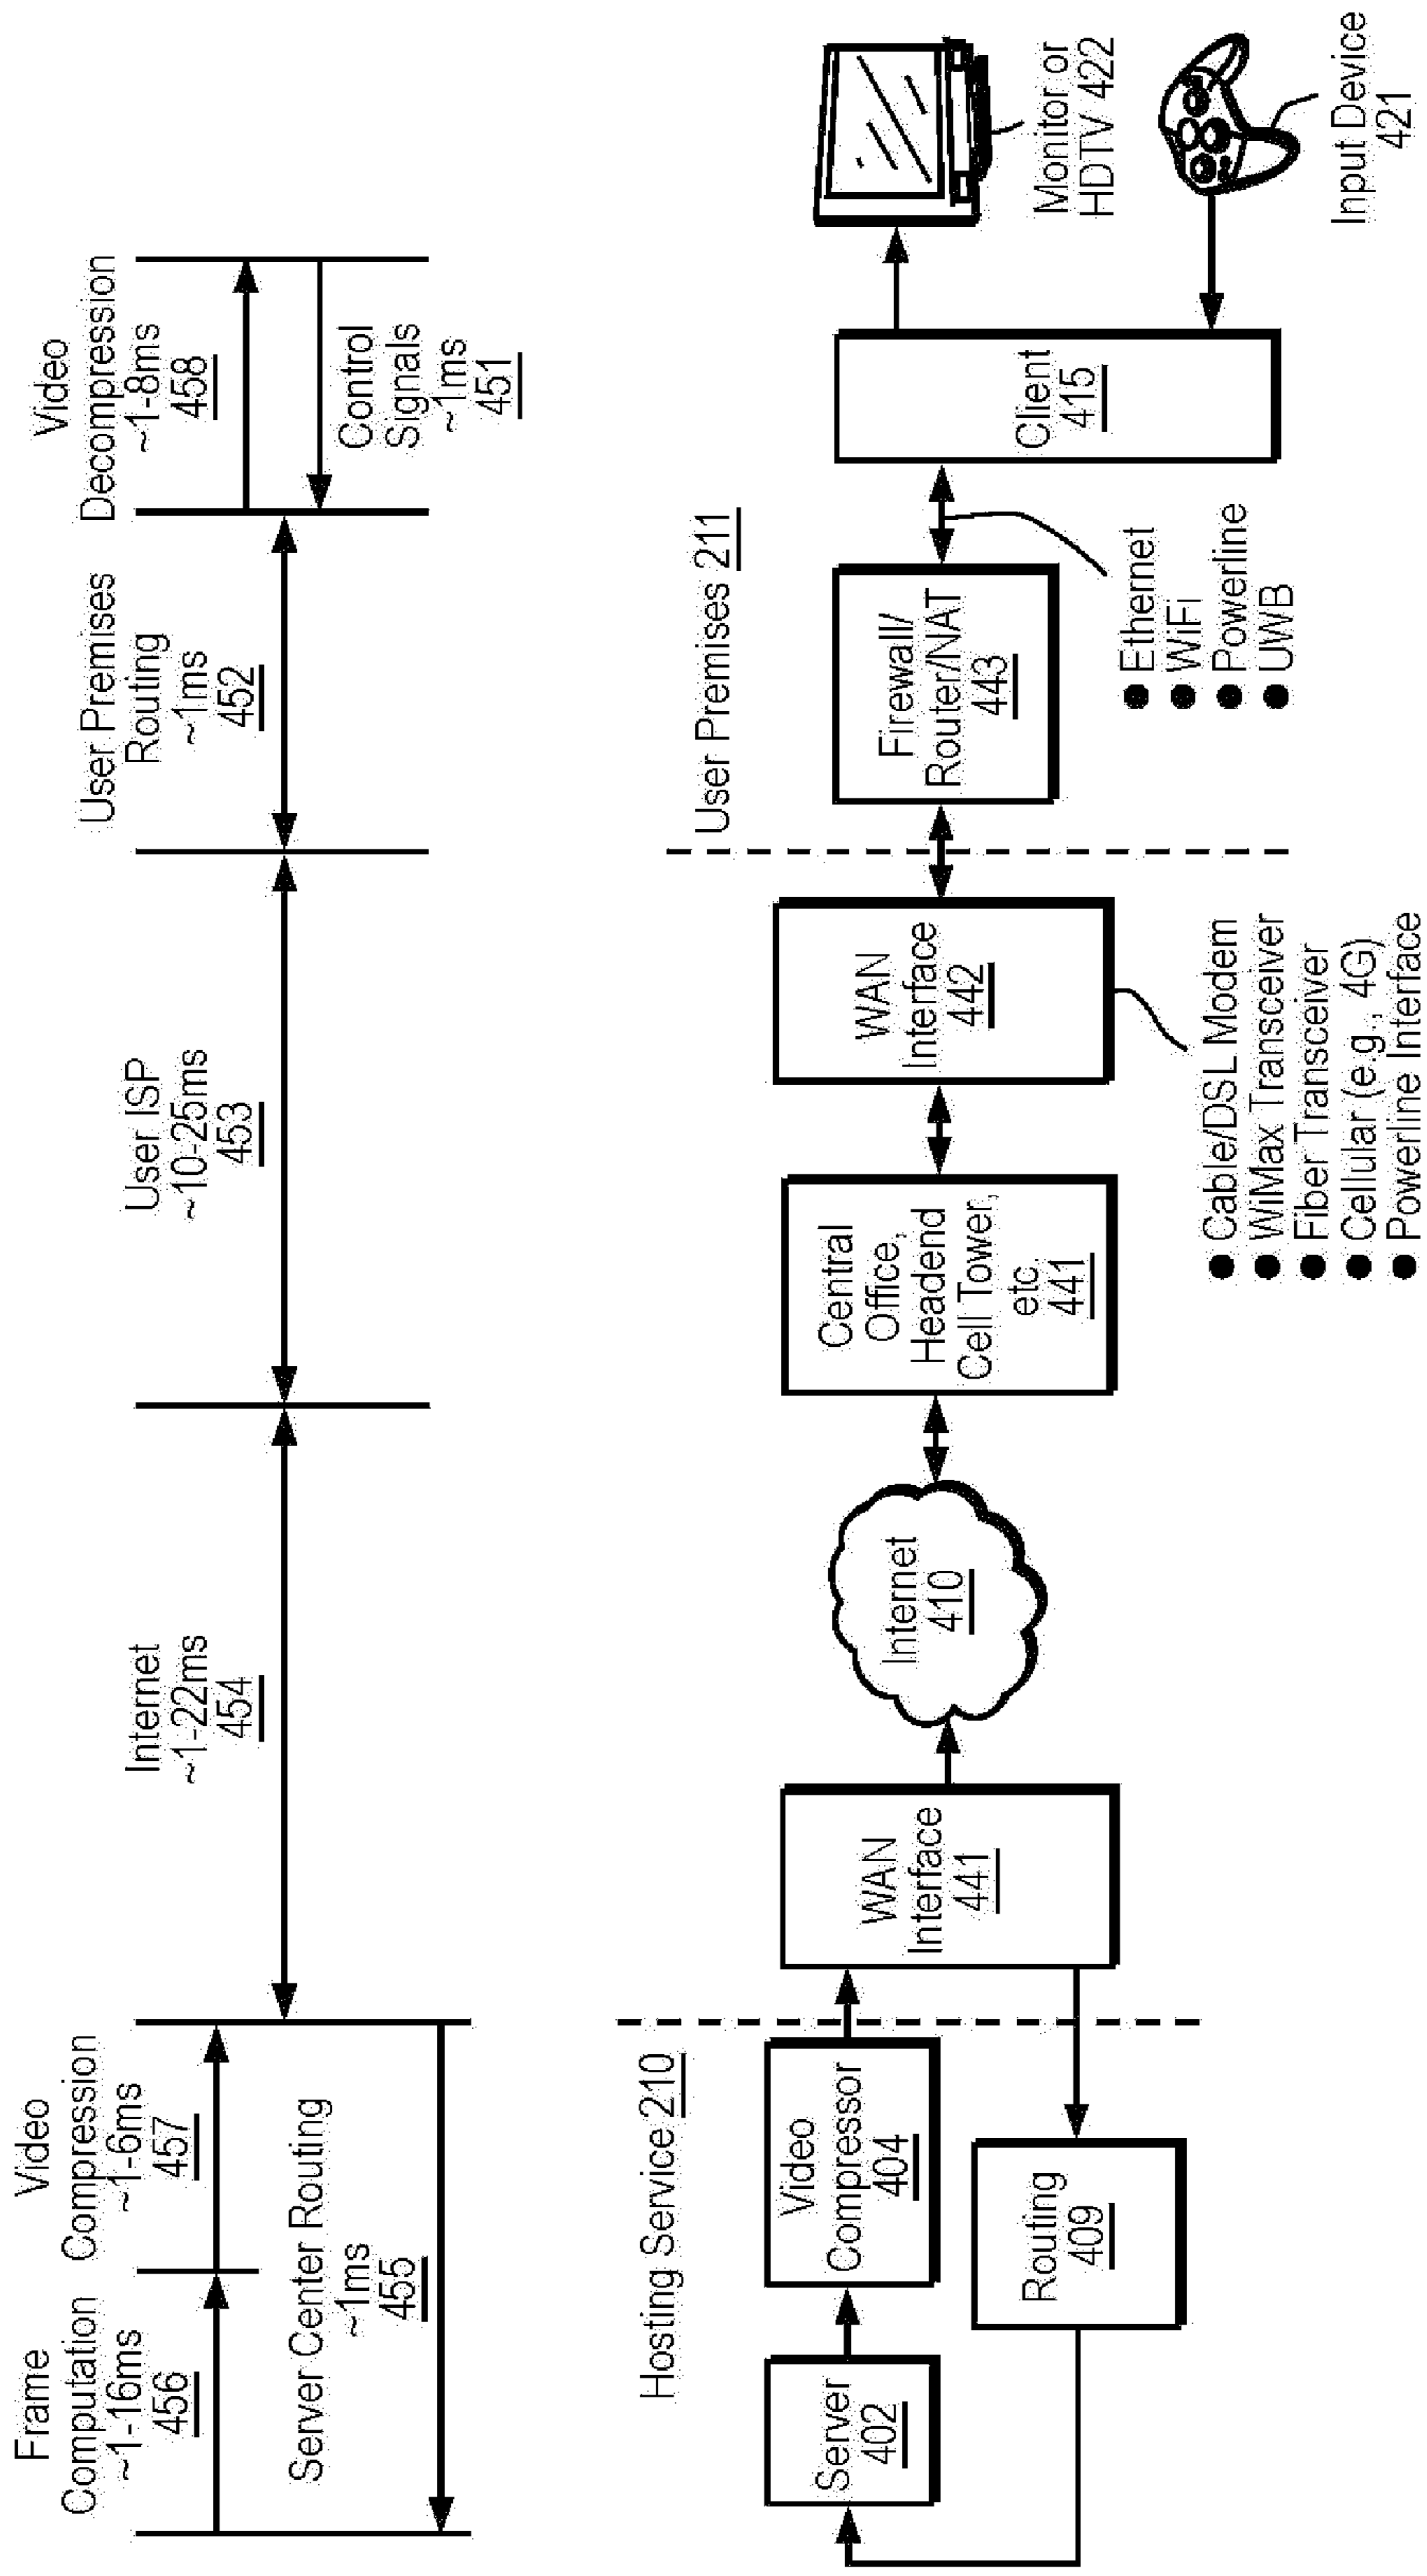 Frame
Computation
~1-16ms
456
Video
Compression
~1-6ms
457
Server Center Routing
~1ms
455
Internet
~1-22ms
454
User ISP
~10-25ms
453
User Premises
Routing
~1ms
452
Video
Decompression
~1-8ms
458
Control
Signals
~1ms
451
Hosting Service 210
Server
402
Video
Compressor
404
Routing
409
WAN
Interface
441
Internet
410
Central
Office,
Headend
Cell Tower,
etc.
441
WAN
Interface
442
● Cable/DSL Modem
● WiMax Transceiver
● Fiber Transceiver
● Cellular (e.g., 4G)
● Powerline Interface
User Premises 211
Firewall/
Router/NAT
443
● Ethernet
● WiFi
● Powerline
● UWB
Client
415
Monitor or
HDTV 422
Input Device
421